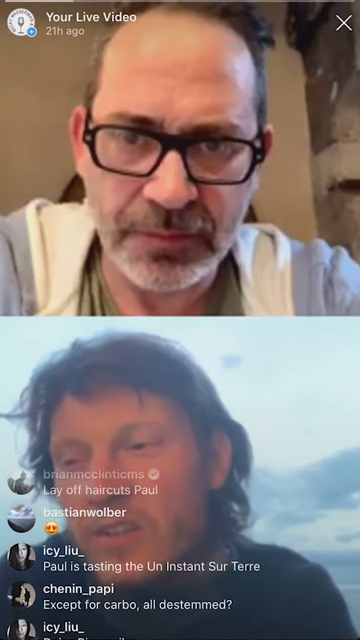 Your Live Video
21h ago
brianmcclinticms
Lay off haircuts Paul
bastianwolber
😍
icy_liu_
Paul is tasting the Un Instant Sur Terre
chenin_papi
Except for carbo, all destemmed?
icy_liu_